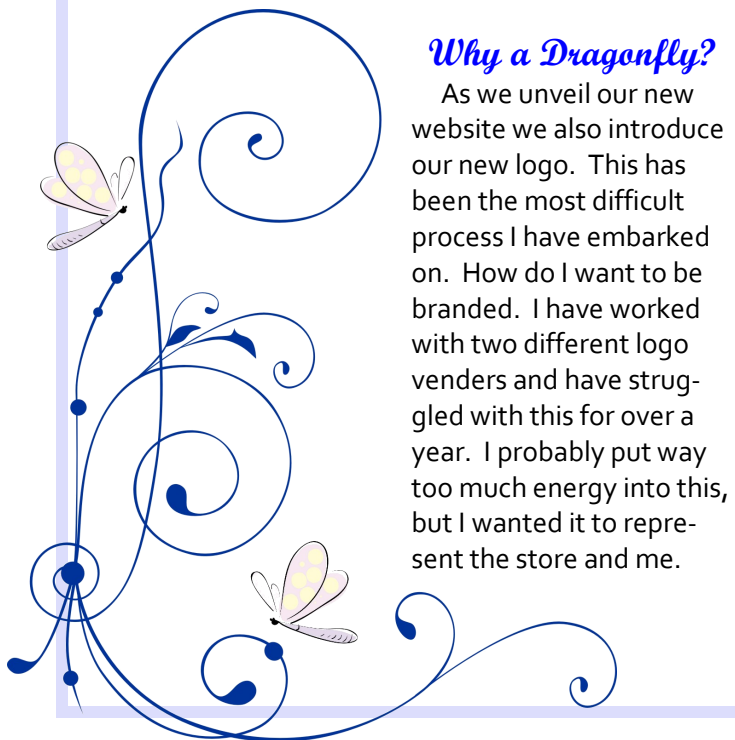 Why a Dragonfly?
As we unveil our new
website we also introduce
our new logo.  This has
been the most difficult
process I have embarked
on.  How do I want to be
branded.  I have worked
with two different logo
venders and have strug-
gled with this for over a
year.  I probably put way
too much energy into this,
but I wanted it to repre-
sent the store and me.